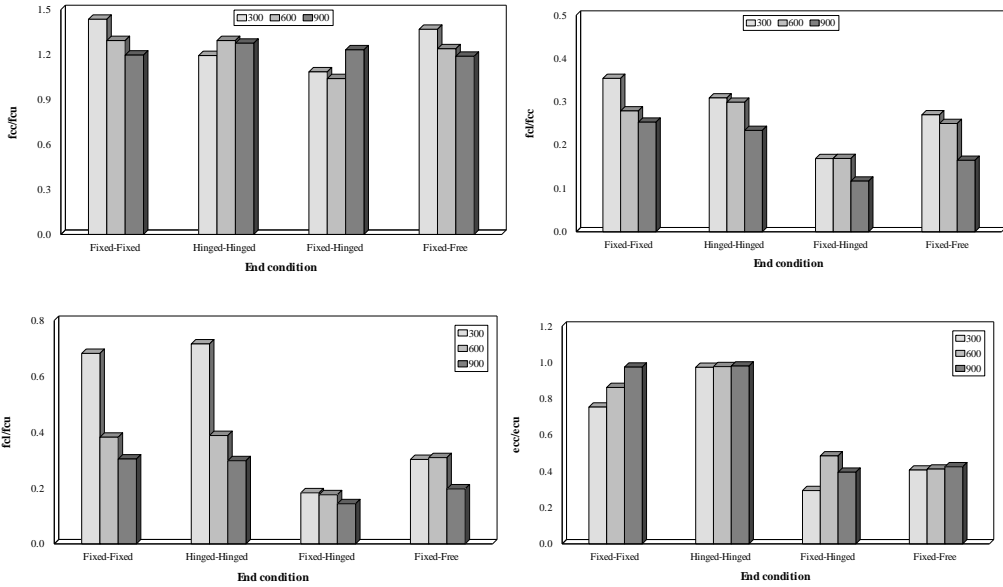 1.5
1.2
0.9
0.6
0.3
0.0
fcc/fcu
300 600 900
Fixed-Fixed Hinged-Hinged Fixed-Hinged Fixed-Free
End condition
0.5
0.4
0.3
0.2
0.1
0.0
fcl/fcc
300 600 900
Fixed-Fixed Hinged-Hinged Fixed-Hinged Fixed-Free
End condition
0.8
0.6
0.4
0.2
0.0
fcl/fcu
300
600
900
Fixed-Fixed Hinged-Hinged Fixed-Hinged Fixed-Free
End condition
1.2
1.0
0.8
0.6
0.4
0.2
0.0
ecc/ecu
300
600
900
Fixed-Fixed Hinged-Hinged Fixed-Hinged Fixed-Free
End condition